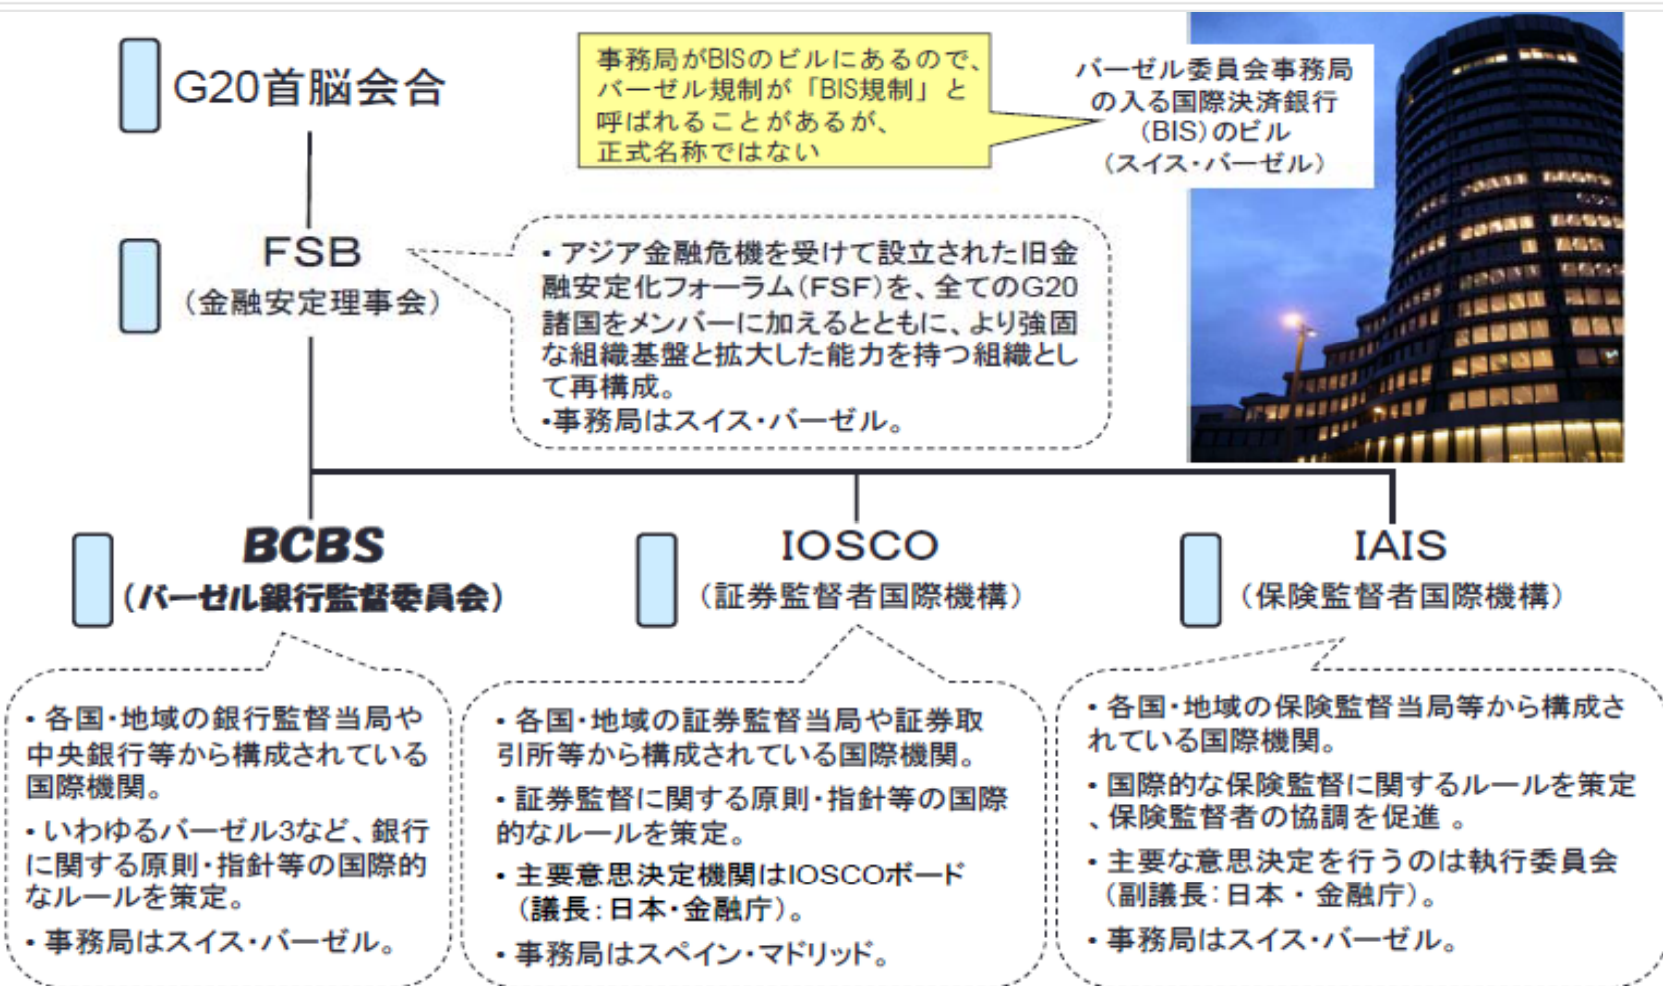 G20首脳会合
事務局がBISのビルにあるので、
バーゼル規制が「BIS規制」と
呼ばれることがあるが、
正式名称ではない
バーゼル委員会事務局
の入る国際決済銀行
(BIS)のビル
(スイス・バーゼル)
FSB
(金融安定理事会)
・アジア金融危機を受けて設立された旧金
融安定化フォーラム(FSF)を、全てのG20
諸国をメンバーに加えるとともに、より強固
な組織基盤と拡大した能力を持つ組織とし
て再構成。
・事務局はスイス・バーゼル。
BCBS
(バーゼル銀行監督委員会)
・各国・地域の銀行監督当局や
中央銀行等から構成されている
国際機関。
・いわゆるバーゼル3など、銀行
に関する原則・指針等の国際的
なルールを策定。
・事務局はスイス・バーゼル。
IOSCO
(証券監督者国際機構)
・各国・地域の証券監督当局や証券取
引所等から構成されている国際機関。
・証券監督に関する原則・指針等の国際
的なルールを策定。
・主要意思決定機関はIOSCOボード
(議長:日本・金融庁)。
・事務局はスペイン・マドリッド。
IAIS
(保険監督者国際機構)
・各国・地域の保険監督当局等から構成さ
れている国際機関。
・国際的な保険監督に関するルールを策定
、保険監督者の協調を促進 。
・主要な意思決定を行うのは執行委員会
(副議長:日本・金融庁)。
・事務局はスイス・バーゼル。